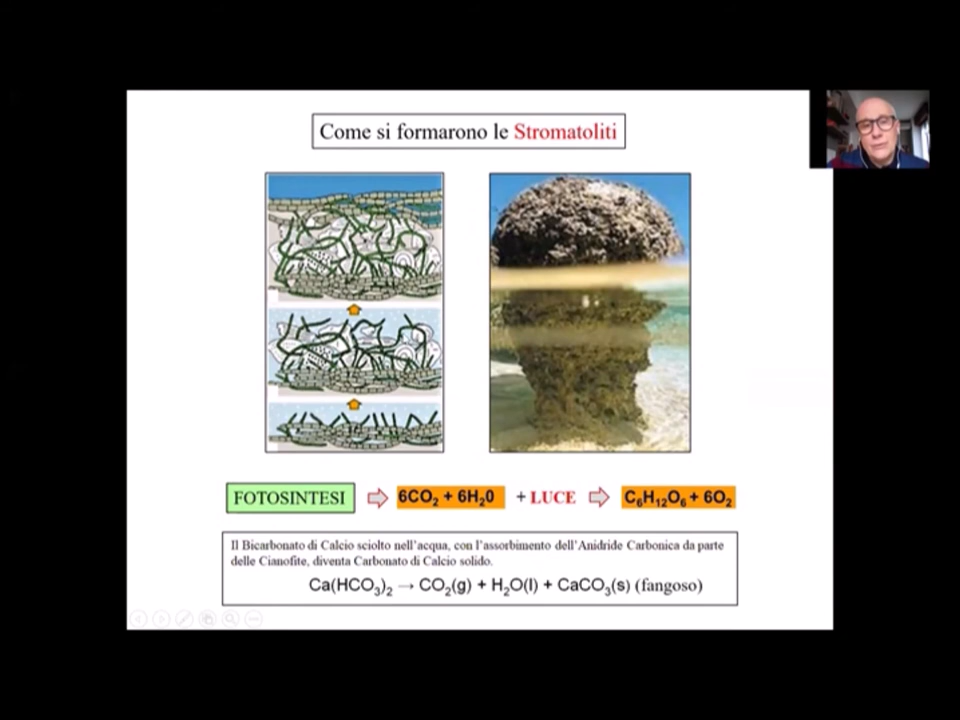 Come si formarono le Stromatoliti
FOTOSINTESI 6CO₂ + 6H₂0 + LUCE C₆H₁₂O₆ + 6O₂
Il Bicarbonato di Calcio sciolto nell'acqua, con l'assorbimento dell'Anidride Carbonica da parte
delle Cianofite, diventa Carbonato di Calcio solido.
Ca(HCO₃)₂ → CO₂(g) + H₂O(l) + CaCO₃(s) (fangoso)